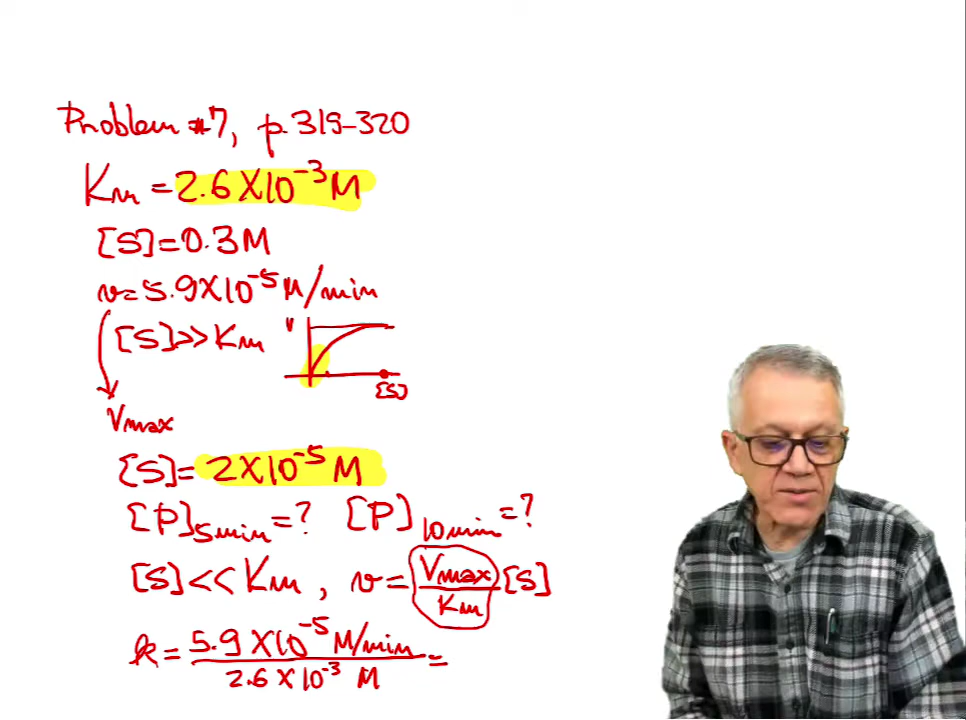 Problem #7, p. 319-320
Km = 2.6 X 10⁻³ M
[S] = 0.3 M
v = 5.9 X 10⁻⁵ M/min
[S] >> Km
V
[S]
Vmax
[S] = 2 X 10⁻⁵ M
[P]5min = ? [P]10min = ?
[S] << Km, v = Vmax/Km [S]
k = 5.9 X 10⁻⁵ M/min / 2.6 X 10⁻³ M =